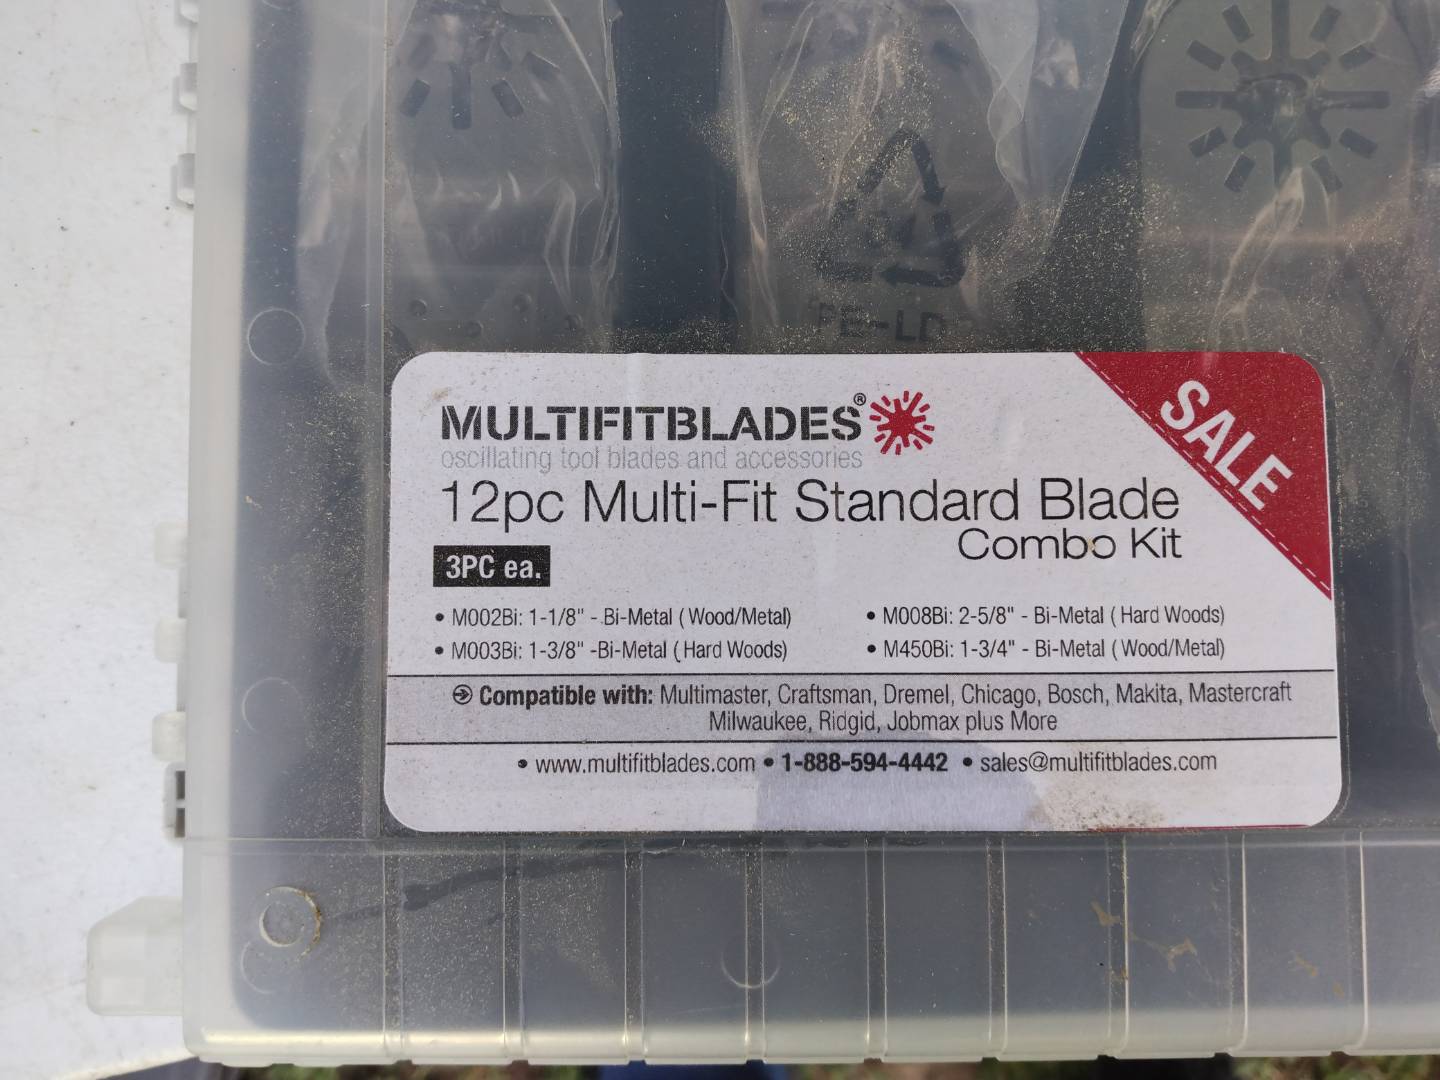 PE-LD
MULTIFITBLADES®
oscillating tool blades and accessories
12pc Multi-Fit Standard Blade
Combo Kit
SALE
3PC ea.
• M002Bi: 1-1/8" - Bi-Metal ( Wood/Metal)
• M003Bi: 1-3/8" -Bi-Metal ( Hard Woods)
• M008Bi: 2-5/8" - Bi-Metal ( Hard Woods)
• M450Bi: 1-3/4" - Bi-Metal ( Wood/Metal)
Compatible with: Multimaster, Craftsman, Dremel, Chicago, Bosch, Makita, Mastercraft
Milwaukee, Ridgid, Jobmax plus More
• www.multifitblades.com • 1-888-594-4442 • sales@multifitblades.com